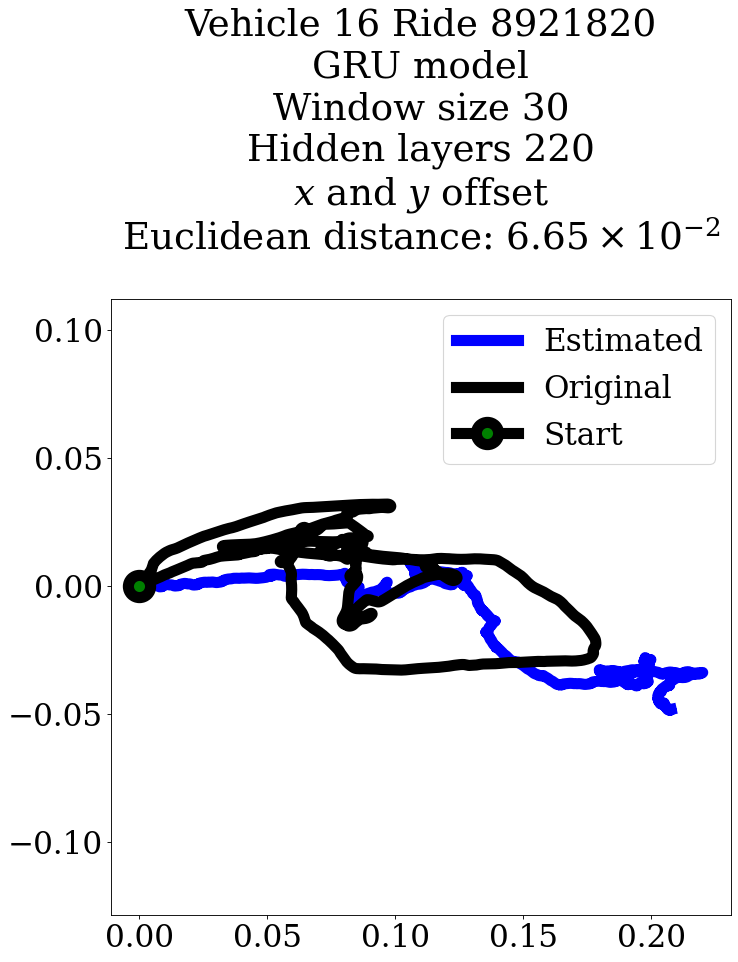 Vehicle 16 Ride 8921820
GRU model
Window size 30
Hidden layers 220
x and y offset
Euclidean distance: 6.65 × 10⁻²
Estimated
Original
Start
0.10
0.05
0.00
−0.05
−0.10
0.00 0.05 0.10 0.15 0.20